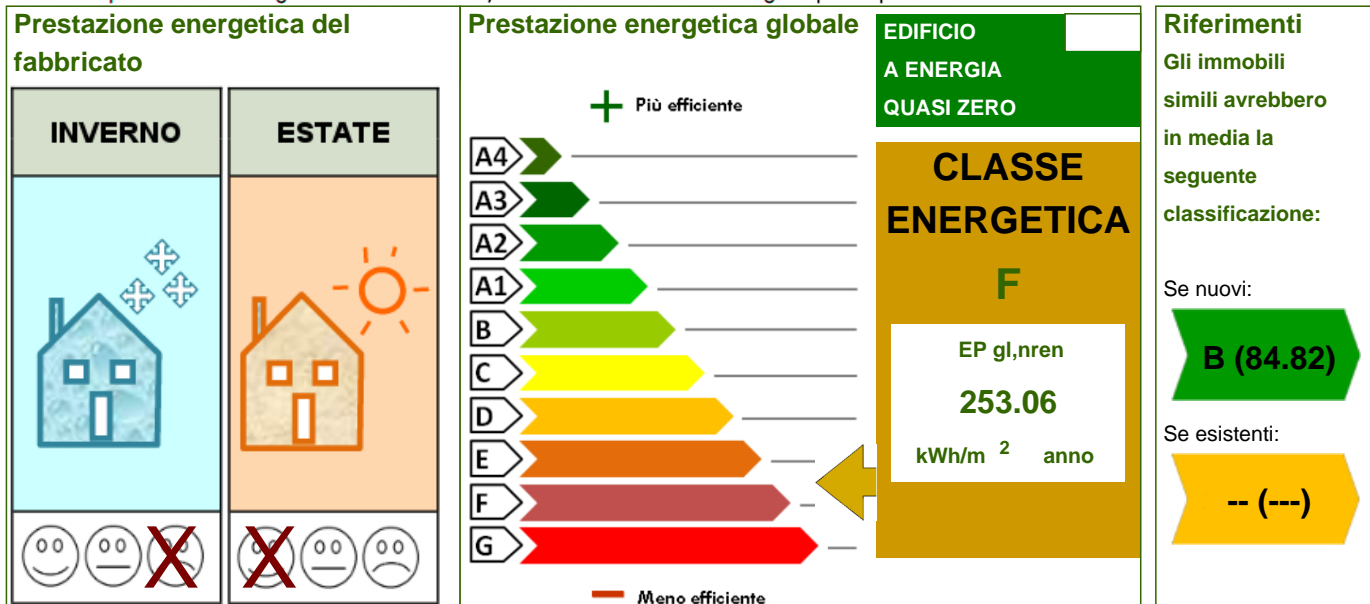 Prestazione energetica del
fabbricato
INVERNO
ESTATE
Prestazione energetica globale
Più efficiente
A4
A3
A2
A1
B
C
D
E
F
G
Meno efficiente
EDIFICIO
A ENERGIA
QUASI ZERO
CLASSE
ENERGETICA
F
EP gl,nren
253.06
kWh/m 2 anno
Riferimenti
Gli immobili
simili avrebbero
in media la
seguente
classificazione:
Se nuovi:
B (84.82)
Se esistenti:
-- (---)